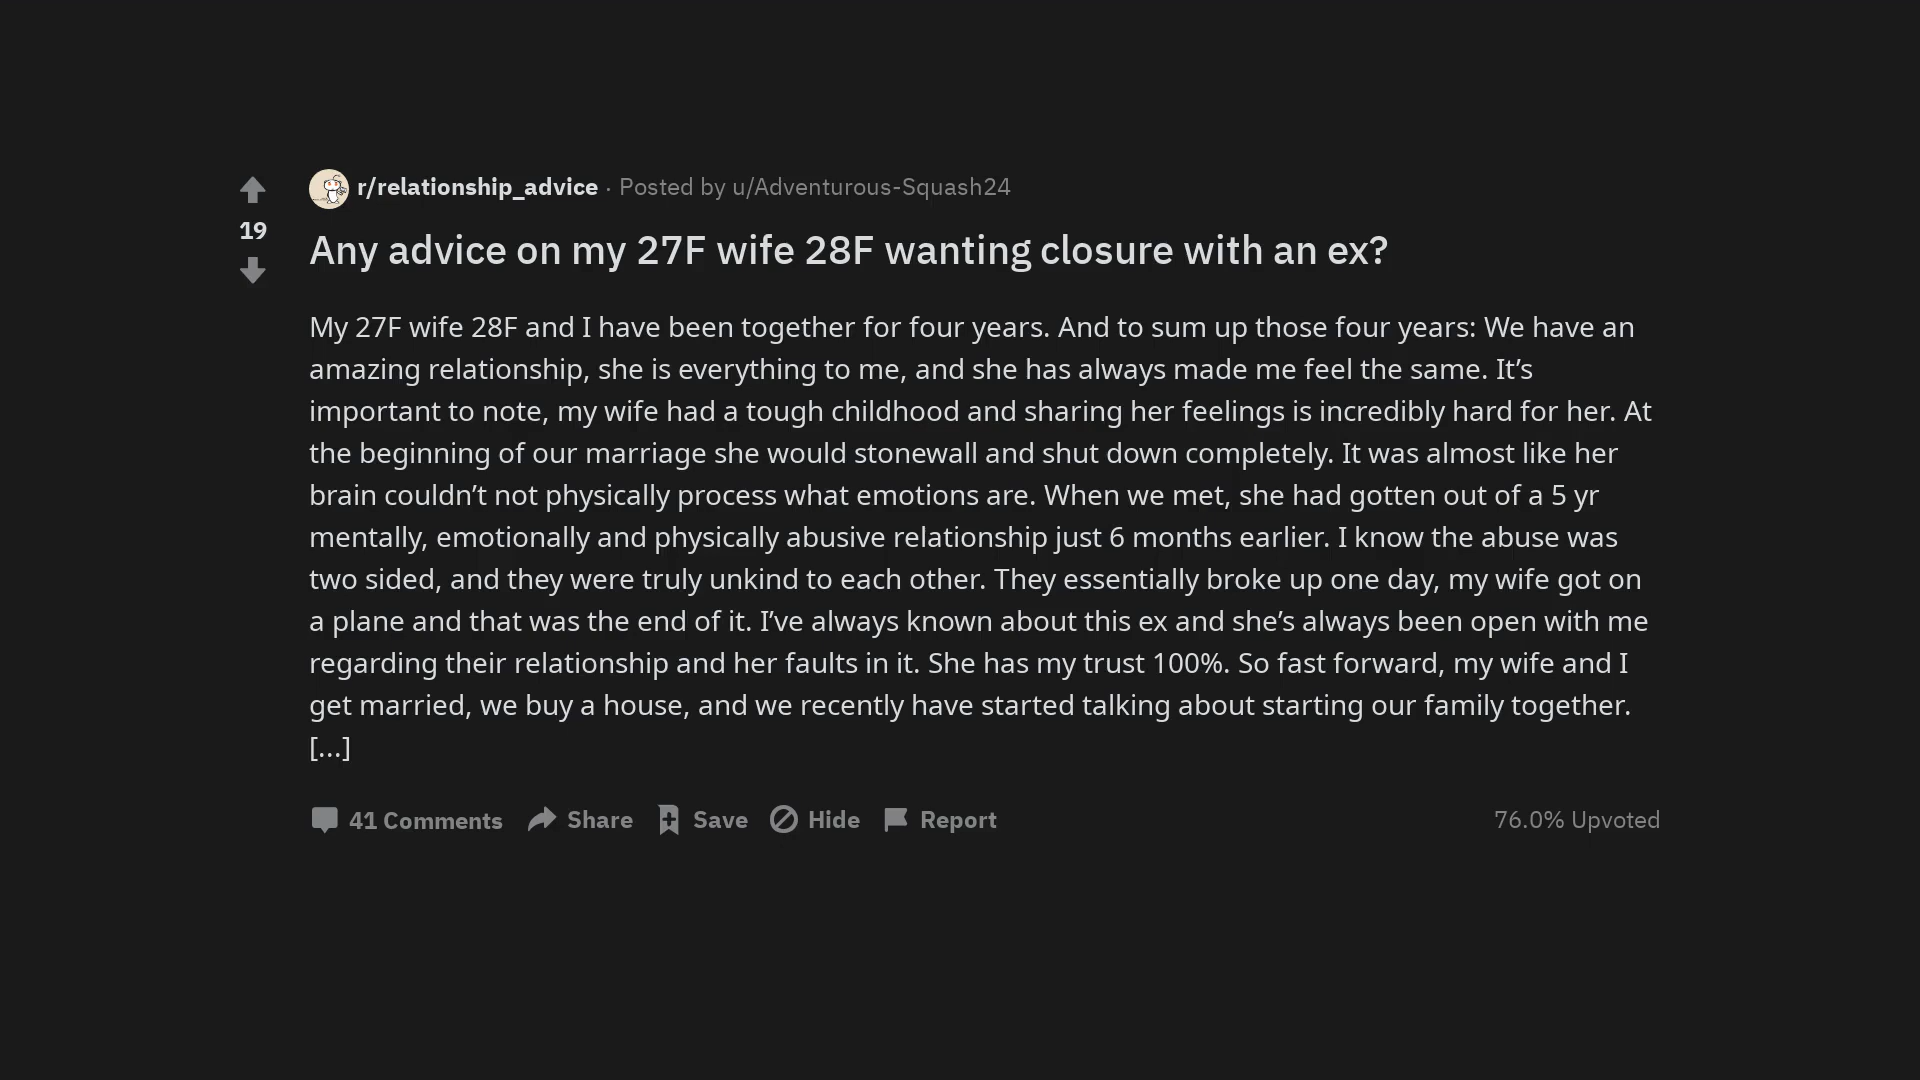 r/relationship_advice · Posted by u/Adventurous-Squash24
19
Any advice on my 27F wife 28F wanting closure with an ex?
My 27F wife 28F and I have been together for four years. And to sum up those four years: We have an
amazing relationship, she is everything to me, and she has always made me feel the same. It’s
important to note, my wife had a tough childhood and sharing her feelings is incredibly hard for her. At
the beginning of our marriage she would stonewall and shut down completely. It was almost like her
brain couldn’t not physically process what emotions are. When we met, she had gotten out of a 5 yr
mentally, emotionally and physically abusive relationship just 6 months earlier. I know the abuse was
two sided, and they were truly unkind to each other. They essentially broke up one day, my wife got on
a plane and that was the end of it. I’ve always known about this ex and she’s always been open with me
regarding their relationship and her faults in it. She has my trust 100%. So fast forward, my wife and I
get married, we buy a house, and we recently have started talking about starting our family together.
[...]
41 Comments Share Save Hide Report 76.0% Upvoted